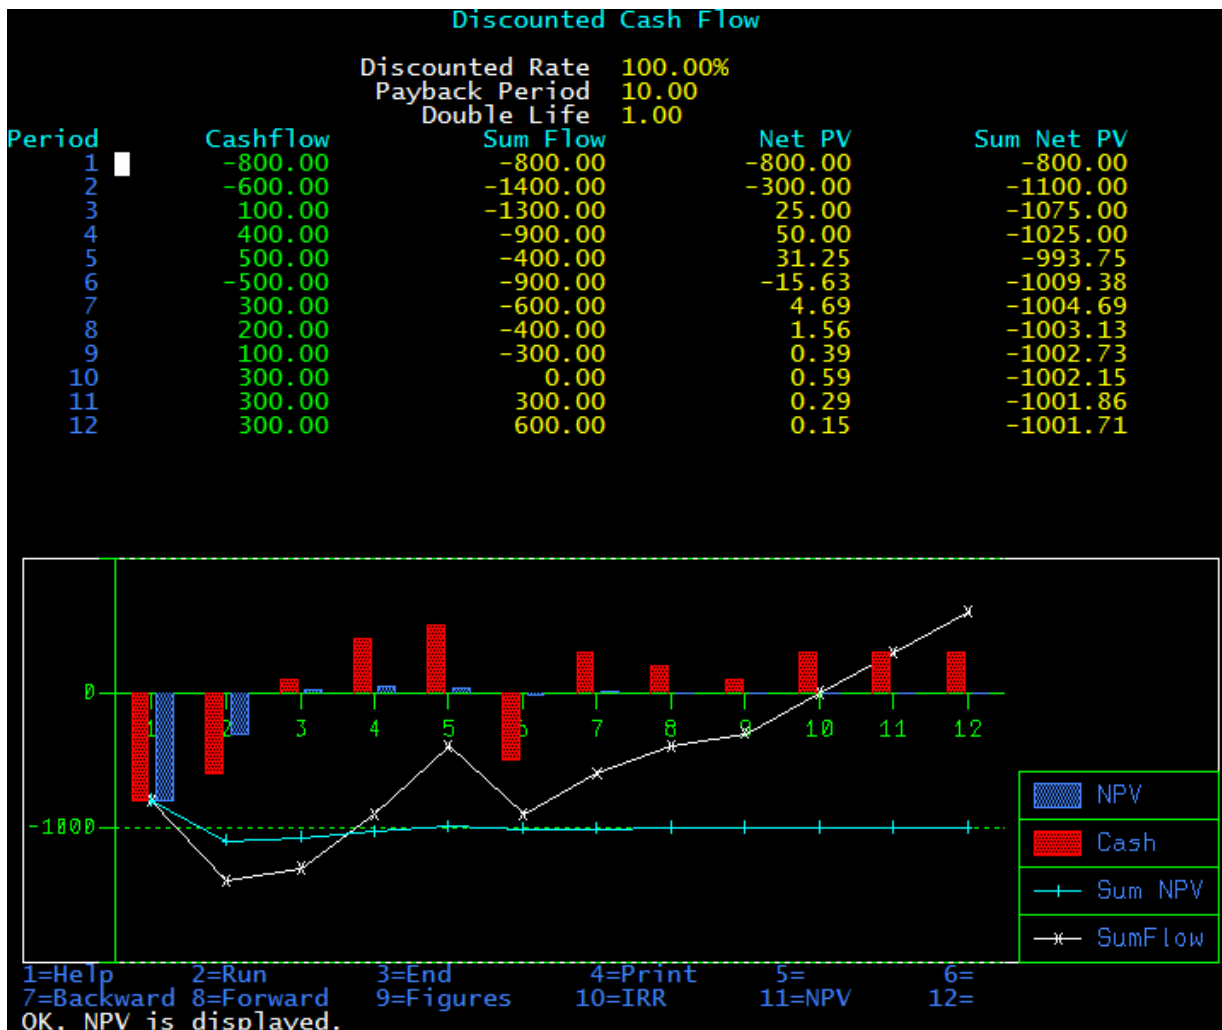 Discounted Cash Flow
Discounted Rate 100.00%
Payback Period 10.00
Double Life 1.00
Period Cashflow Sum Flow Net PV Sum Net PV
1 -800.00 -800.00 -800.00 -800.00
2 -600.00 -1400.00 -300.00 -1100.00
3 100.00 -1300.00 25.00 -1075.00
4 400.00 -900.00 50.00 -1025.00
5 500.00 -400.00 31.25 -993.75
6 -500.00 -900.00 -15.63 -1009.38
7 300.00 -600.00 4.69 -1004.69
8 200.00 -400.00 1.56 -1003.13
9 100.00 -300.00 0.39 -1002.73
10 300.00 0.00 0.59 -1002.15
11 300.00 300.00 0.29 -1001.86
12 300.00 600.00 0.15 -1001.71
0
1 2 3 4 5 6 7 8 9 10 11 12
NPV
-1000
Cash
Sum NPV
SumFlow
1=Help 2=Run 3=End 4=Print 5= 6=
7=Backward 8=Forward 9=Figures 10=IRR 11=NPV 12=
OK. NPV is displayed.